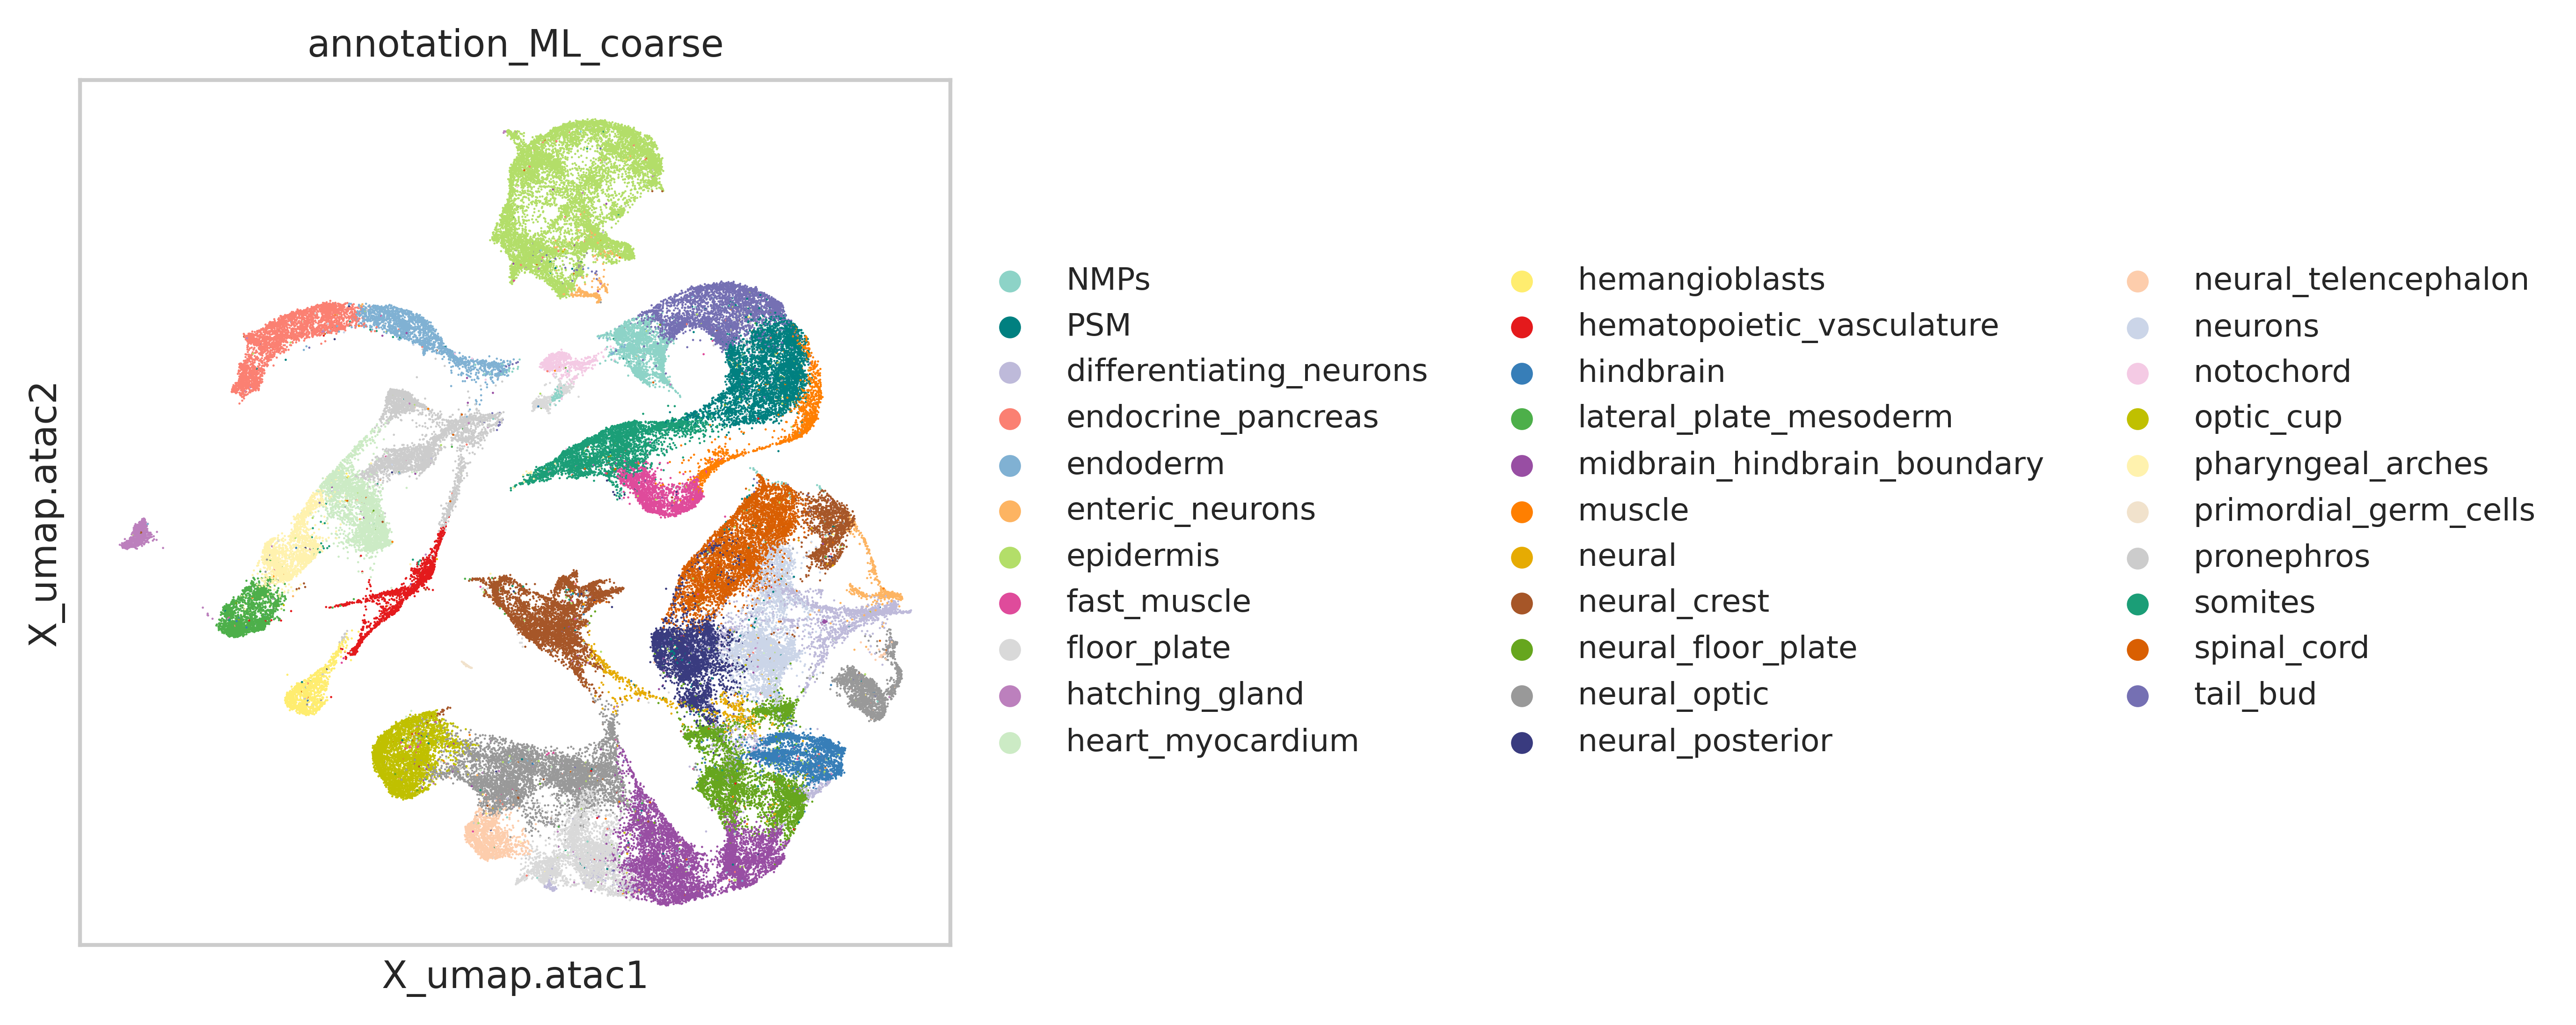 annotation_ML_coarse
X_umap.atac2
X_umap.atac1
NMPs
PSM
differentiating_neurons
endocrine_pancreas
endoderm
enteric_neurons
epidermis
fast_muscle
floor_plate
hatching_gland
heart_myocardium
hemangioblasts
hematopoietic_vasculature
hindbrain
lateral_plate_mesoderm
midbrain_hindbrain_boundary
muscle
neural
neural_crest
neural_floor_plate
neural_optic
neural_posterior
neural_telencephalon
neurons
notochord
optic_cup
pharyngeal_arches
primordial_germ_cells
pronephros
somites
spinal_cord
tail_bud